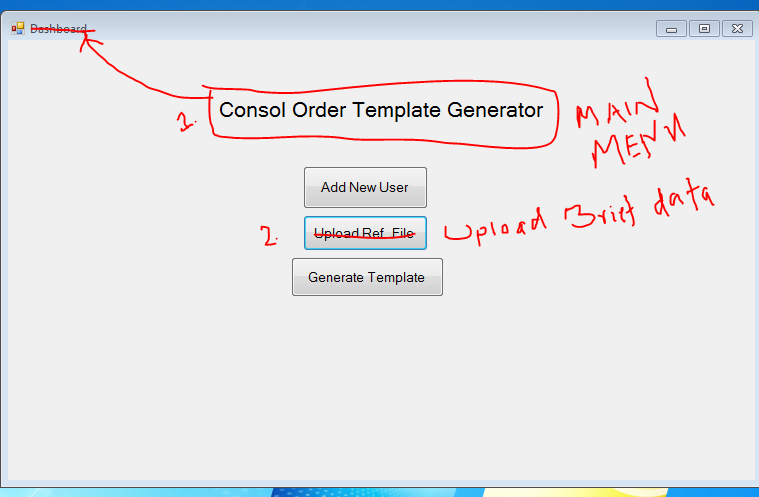 Dashboard
1.
Consol Order Template Generator
MAIN
MENU
Add New User
2.
Upload Ref. File
Upload Brief data
Generate Template